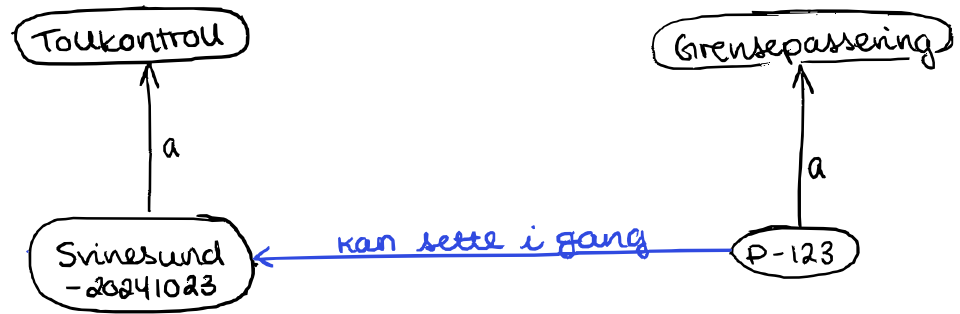 Tollkontroll
Grensepassering
a
a
kan sette i gang
Svinesund
-20241023
P-123